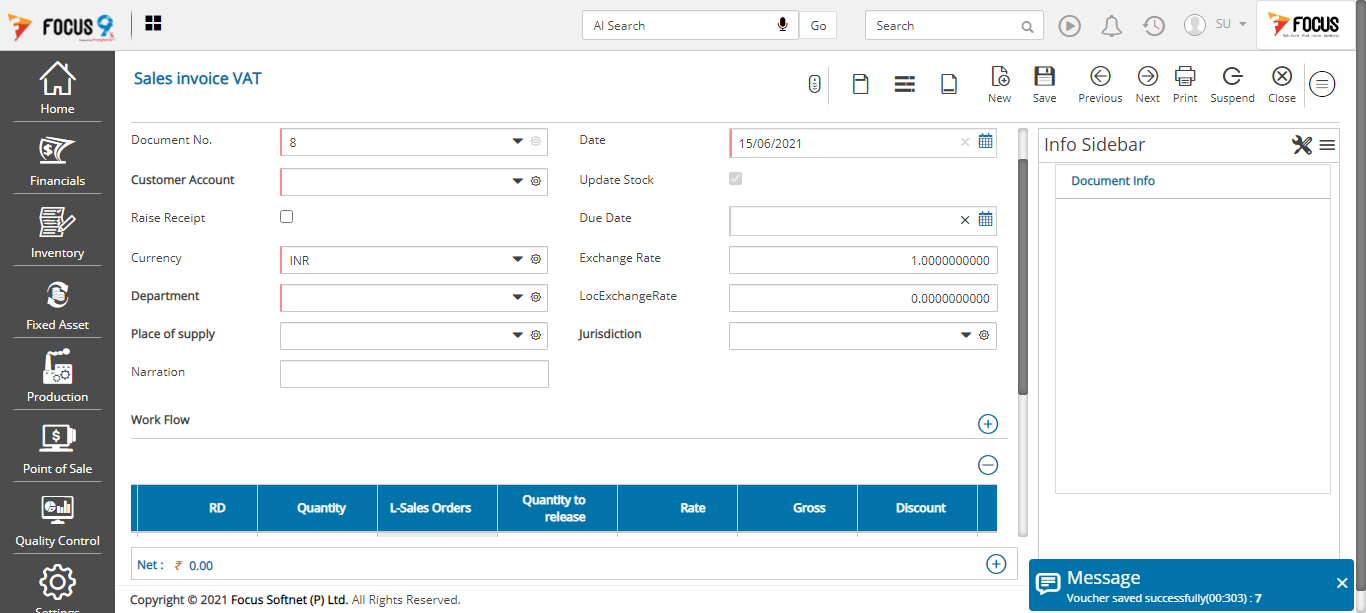 FOCUS 9
AI Search
Go
Search
SU
FOCUS
Home
Financials
Inventory
Fixed Asset
Production
Point of Sale
Quality Control
Settings
Sales invoice VAT
New
Save
Previous
Next
Print
Suspend
Close
Document No.
8
Date
15/06/2021
Customer Account
Update Stock
Raise Receipt
Due Date
Currency
INR
Exchange Rate
1.0000000000
Department
LocExchangeRate
0.0000000000
Place of supply
Jurisdiction
Narration
Work Flow
RD
Quantity
L-Sales Orders
Quantity to
release
Rate
Gross
Discount
Net : ₹ 0.00
Info Sidebar
Document Info
Message
Voucher saved successfully(00:303) : 7
Copyright © 2021 Focus Softnet (P) Ltd. All Rights Reserved.